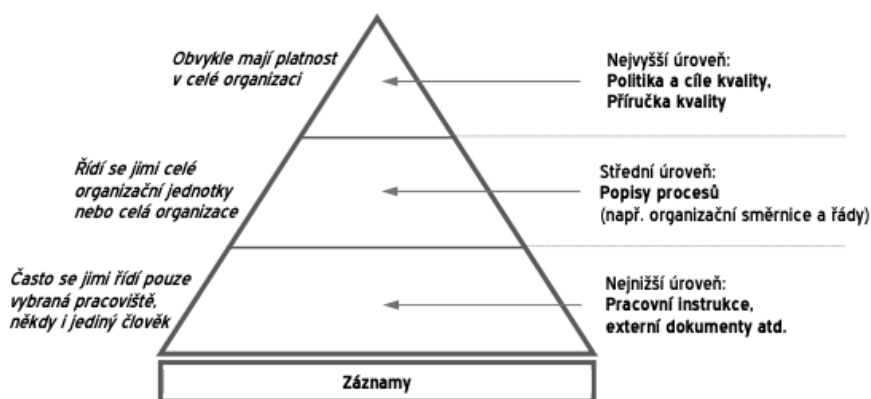 Obvykle mají platnost
v celé organizaci
Nejvyšší úroveň:
Politika a cíle kvality,
Příručka kvality
Řídí se jimi celé
organizační jednotky
nebo celá organizace
Střední úroveň:
Popisy procesů
(např. organizační směrnice a řády)
Často se jimi řídí pouze
vybraná pracoviště,
někdy i jediný člověk
Nejnižší úroveň:
Pracovní instrukce,
externí dokumenty atd.
Záznamy